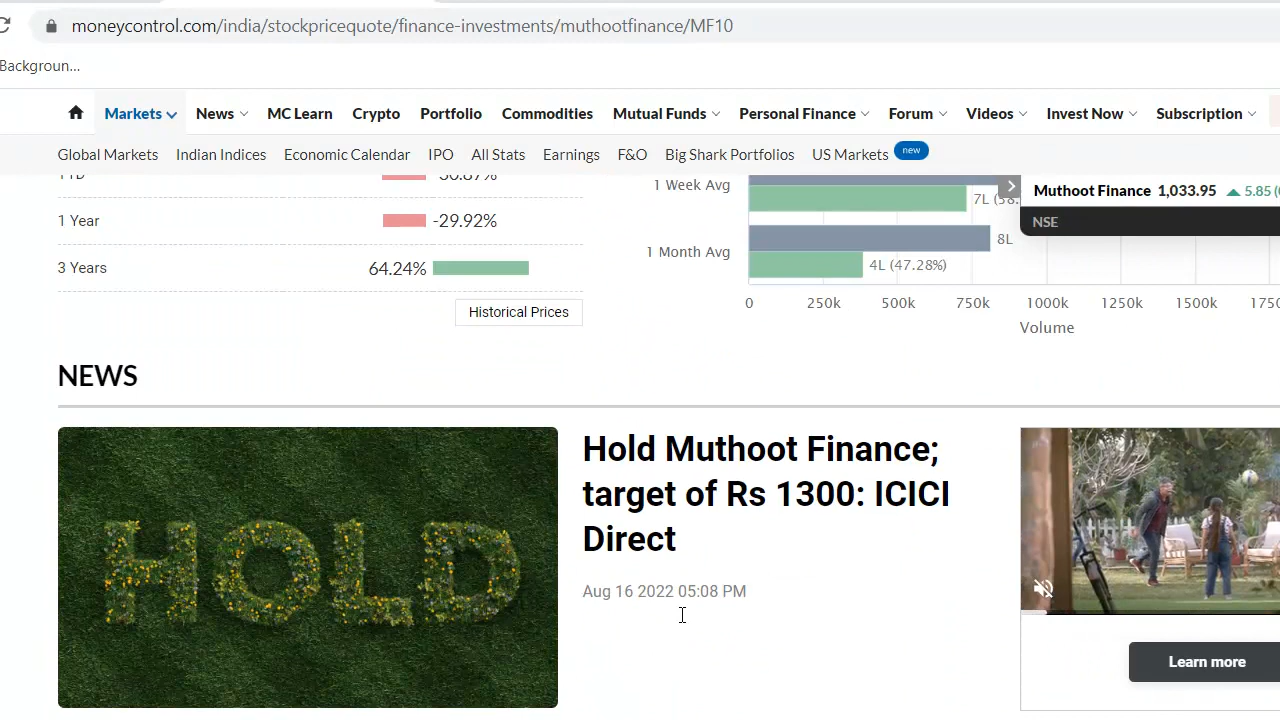 moneycontrol.com/india/stockpricequote/finance-investments/muthootfinance/MF10
Backgroun...
Markets News MC Learn Crypto Portfolio Commodities Mutual Funds Personal Finance Forum Videos Invest Now Subscription
Global Markets Indian Indices Economic Calendar IPO All Stats Earnings F&O Big Shark Portfolios US Markets new
1 Year -29.92%
3 Years 64.24%
Historical Prices
1 Week Avg
1 Month Avg 8L
4L (47.28%)
0 250k 500k 750k 1000k 1250k 1500k
Volume
Muthoot Finance 1,033.95 5.85
NSE
NEWS
HOLD
Hold Muthoot Finance;
target of Rs 1300: ICICI
Direct
Aug 16 2022 05:08 PM
Learn more